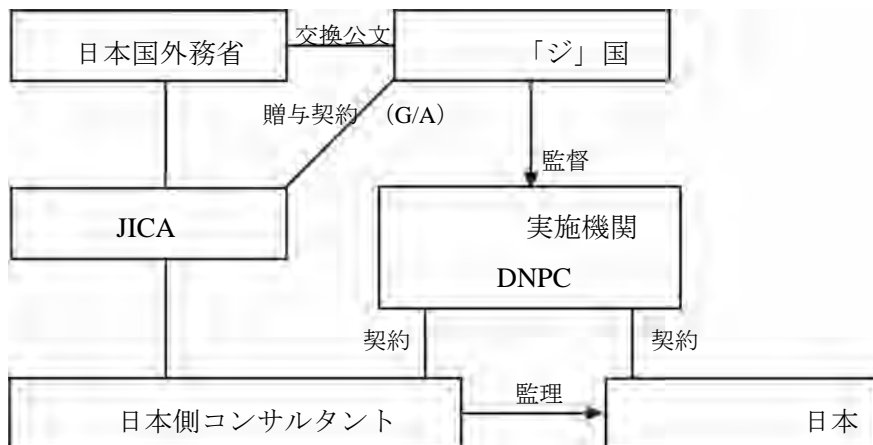 日本国外務省
交換公文
「ジ」国
贈与契約 （G/A）
監督
JICA
実施機関
DNPC
契約
契約
日本側コンサルタント
監理
日本